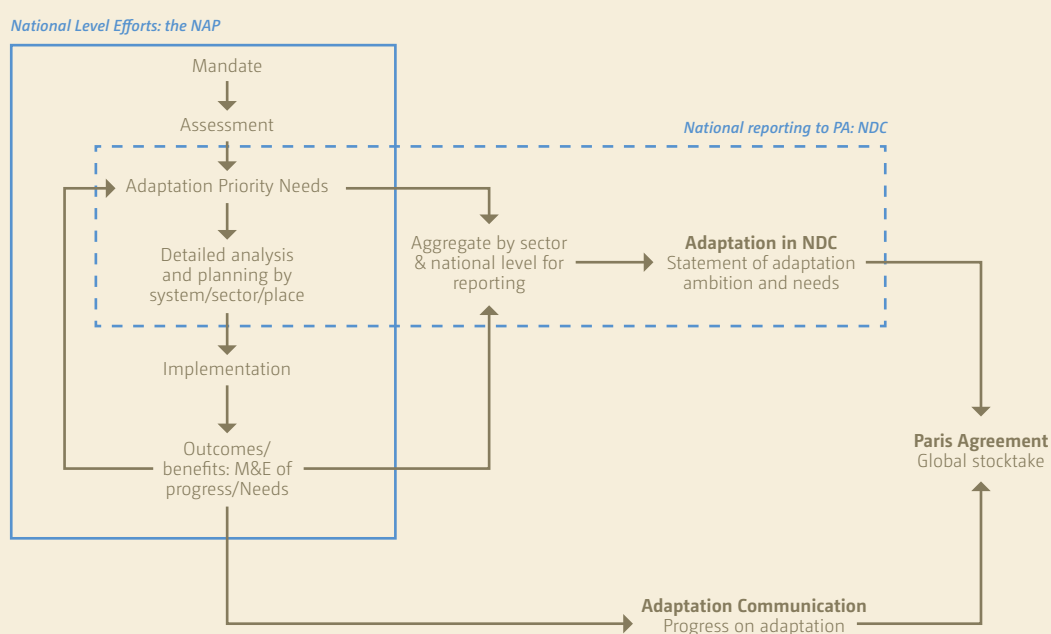 National Level Efforts: the NAP
Mandate
Assessment
National reporting to PA: NDC
Adaptation Priority Needs
Detailed analysis
and planning by
system/sector/place
Aggregate by sector
& national level for
reporting
Adaptation in NDC
Statement of adaptation
ambition and needs
Implementation
Outcomes/
benefits: M&E of
progress/Needs
Paris Agreement
Global stocktake
Adaptation Communication
Progress on adaptation